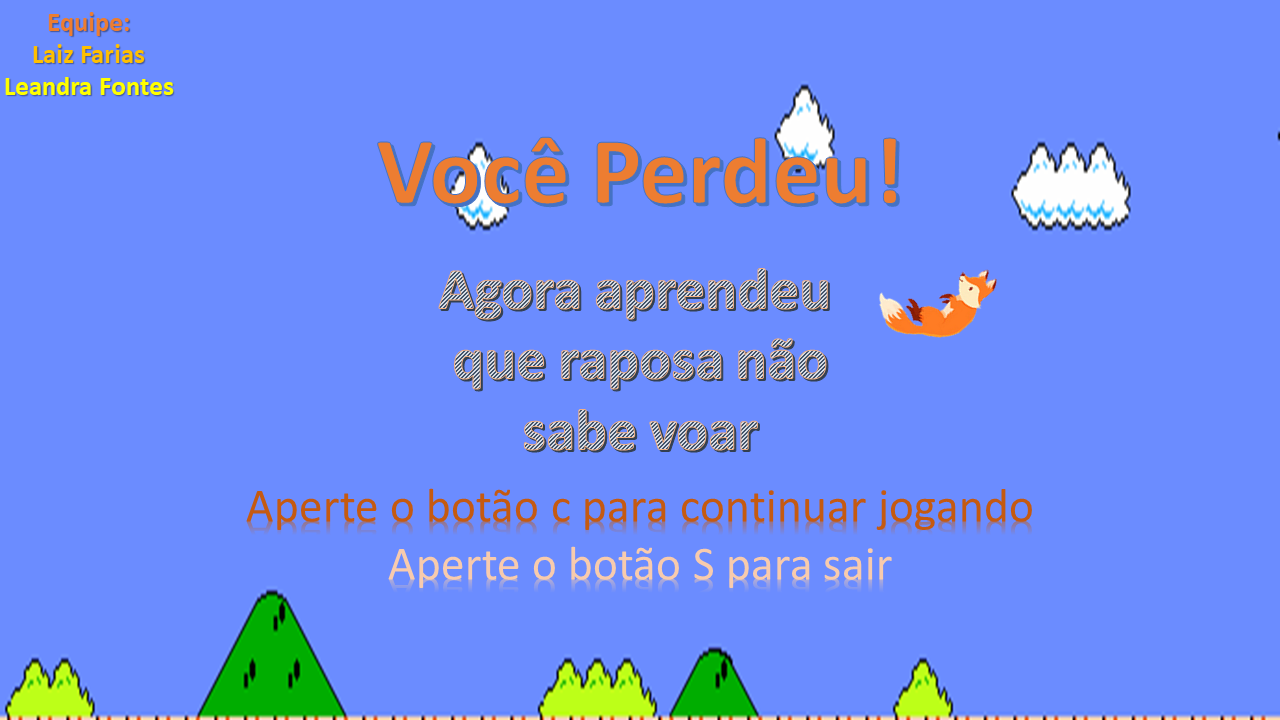 Equipe:
Laiz Farias
Leandra Fontes
Você Perdeu!
Agora aprendeu
que raposa não
sabe voar
Aperte o botão c para continuar jogando
Aperte o botão S para sair